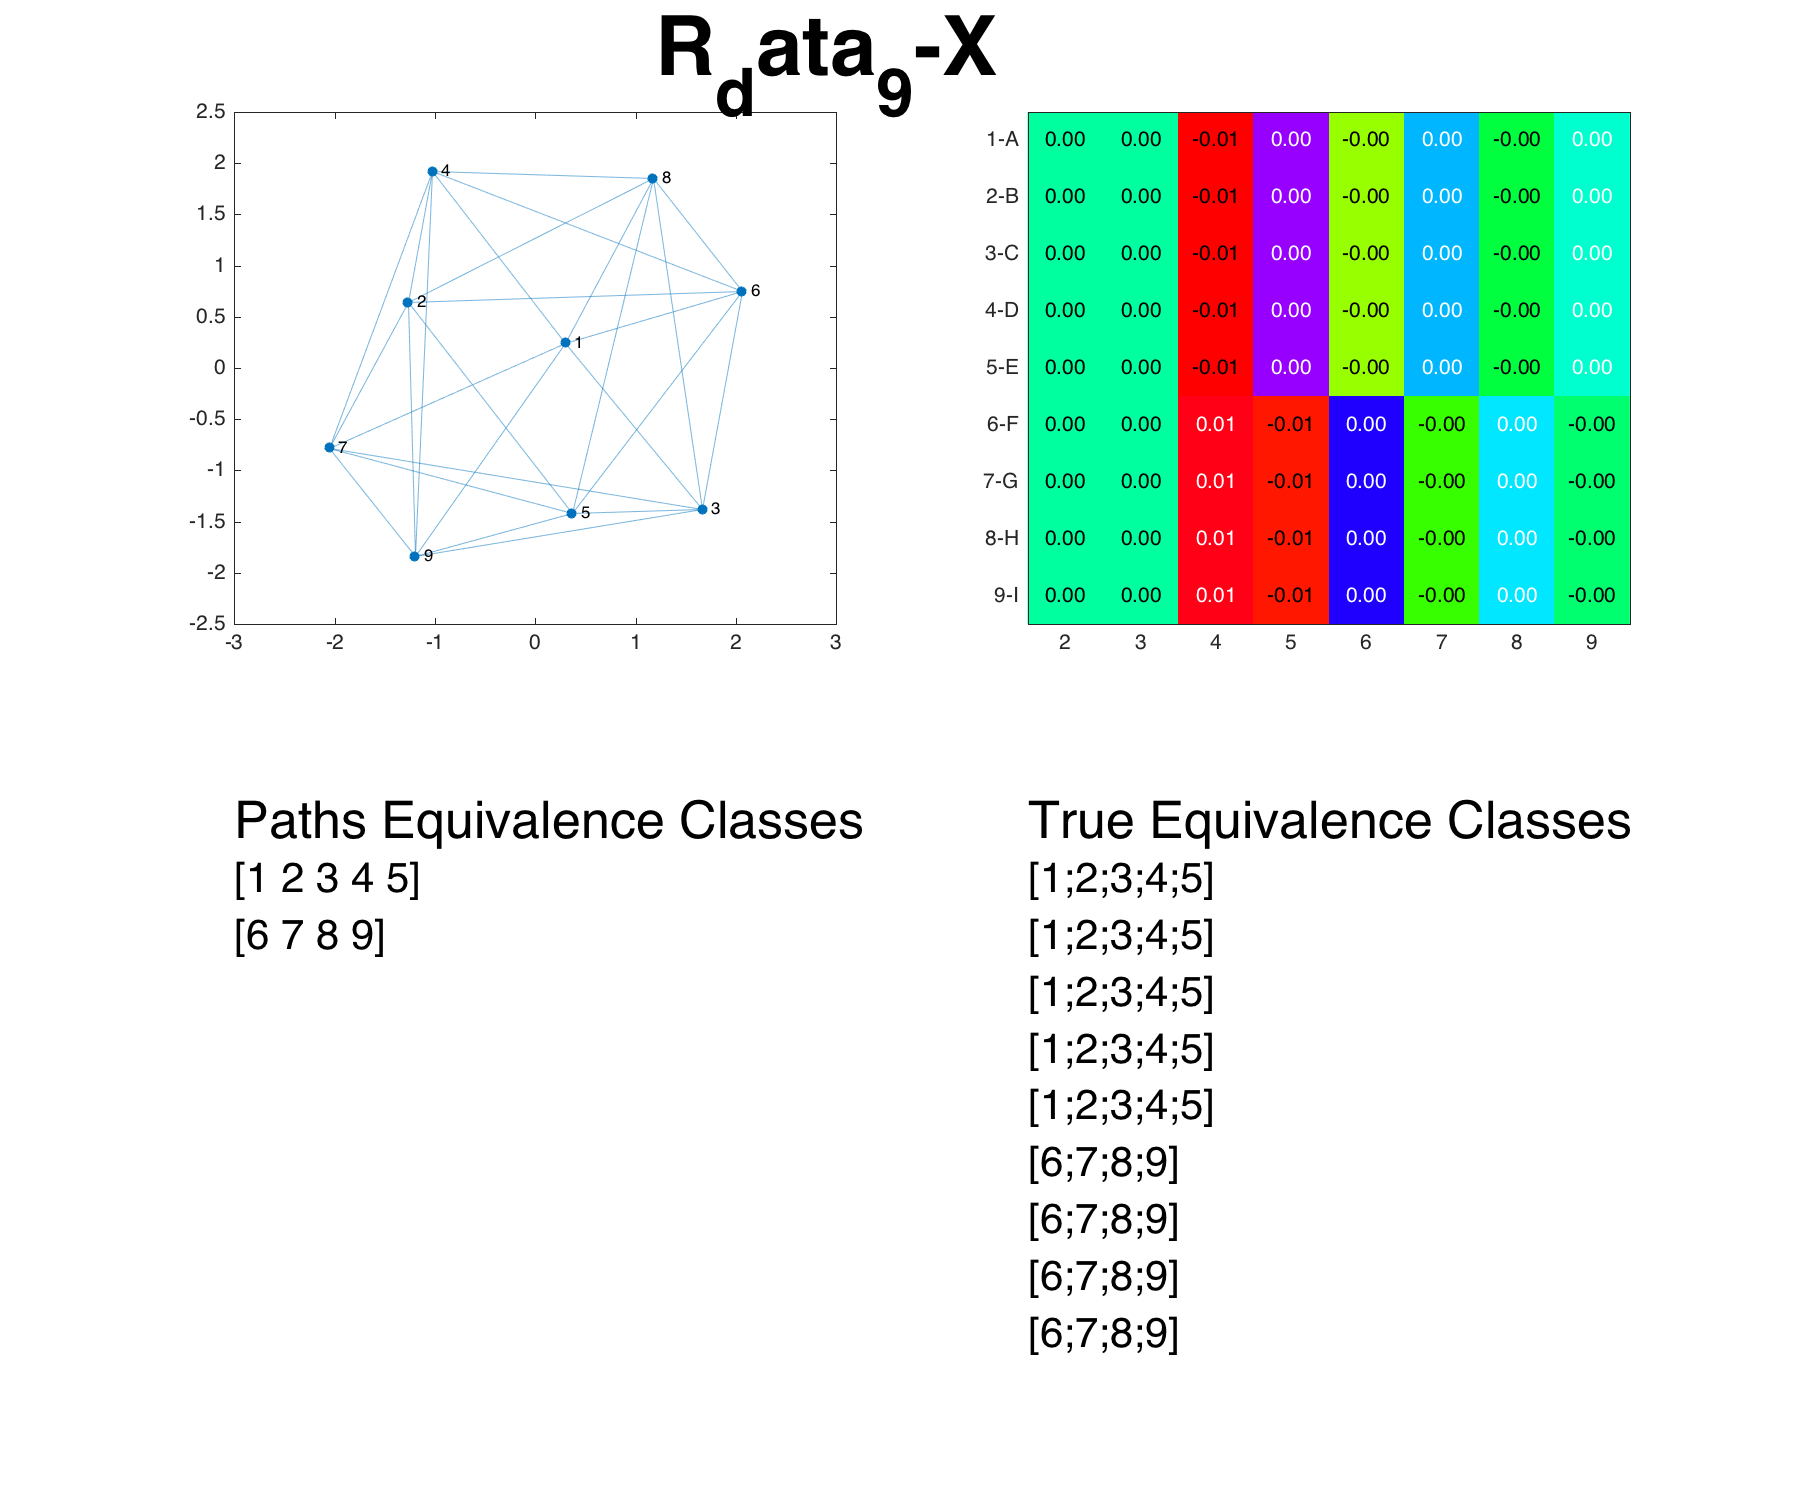 R_data_9-X
2.5
2
1.5
1
0.5
0
-0.5
-1
-1.5
-2
-2.5
-3 -2 -1 0 1 2 3
4
8
2
6
1
7
5
3
9
1-A 0.00 0.00 -0.01 0.00 -0.00 0.00 -0.00 0.00
2-B 0.00 0.00 -0.01 0.00 -0.00 0.00 -0.00 0.00
3-C 0.00 0.00 -0.01 0.00 -0.00 0.00 -0.00 0.00
4-D 0.00 0.00 -0.01 0.00 -0.00 0.00 -0.00 0.00
5-E 0.00 0.00 -0.01 0.00 -0.00 0.00 -0.00 0.00
6-F 0.00 0.00 0.01 -0.01 0.00 -0.00 0.00 -0.00
7-G 0.00 0.00 0.01 -0.01 0.00 -0.00 0.00 -0.00
8-H 0.00 0.00 0.01 -0.01 0.00 -0.00 0.00 -0.00
9-I 0.00 0.00 0.01 -0.01 0.00 -0.00 0.00 -0.00
2 3 4 5 6 7 8 9
Paths Equivalence Classes
[1 2 3 4 5]
[6 7 8 9]
True Equivalence Classes
[1;2;3;4;5]
[1;2;3;4;5]
[1;2;3;4;5]
[1;2;3;4;5]
[1;2;3;4;5]
[6;7;8;9]
[6;7;8;9]
[6;7;8;9]
[6;7;8;9]